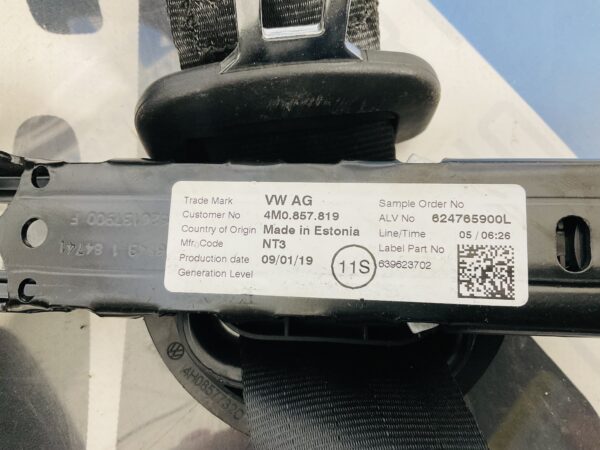 Trade Mark VW AG
Customer No 4M0.857.819
Country of Origin Made in Estonia
Mfr. Code NT3
Production date 09/01/19
Generation Level
11S
Sample Order No
ALV No 624765900L
Line/Time 05 / 06:26
Label Part No
639623702
84741
4H0857